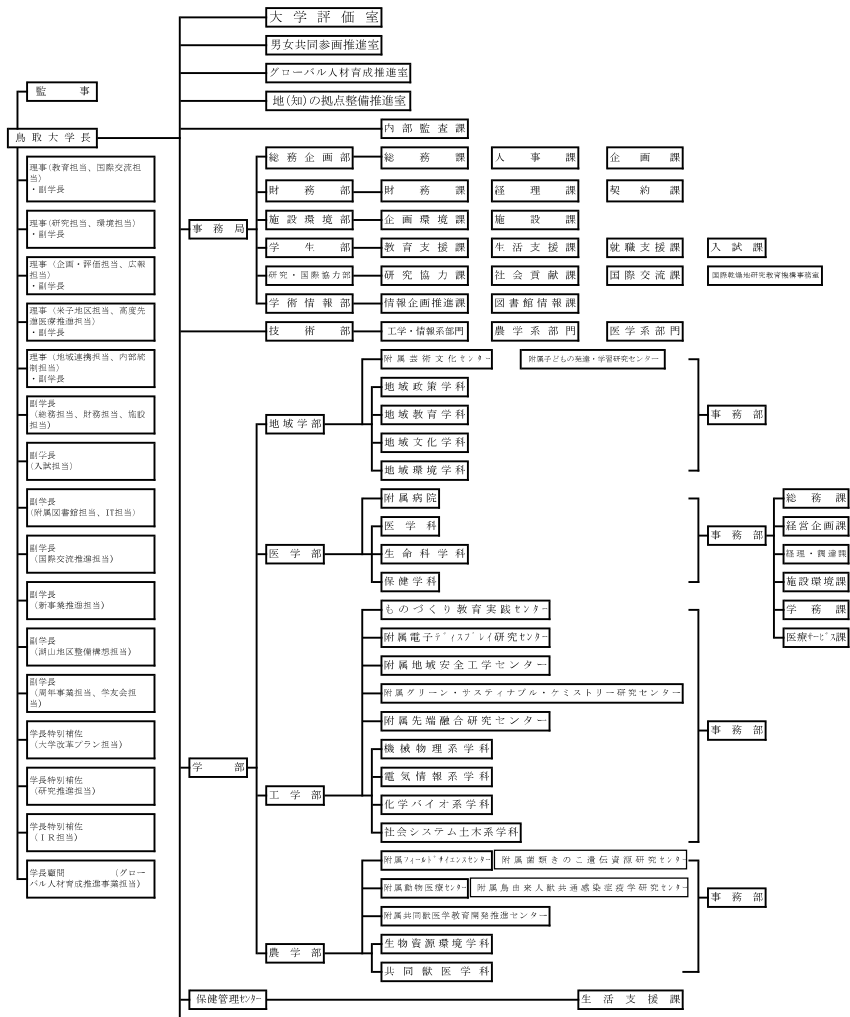 大学評価室
男女共同参画推進室
グローバル人材育成推進室
地(知)の拠点整備推進室
監事
鳥取大学長
内部監査課
理事(教育担当、国際交流担
当)
・副学長
理事(研究担当、環境担当)
・副学長
理事（企画・評価担当、広報
担当)
・副学長
理事（米子地区担当、高度先
進医療推進担当)
・副学長
理事（地域連携担当、内部統
制担当)
・副学長
副学長
（総務担当、財務担当、施設
担当)
副学長
(入試担当)
副学長
(附属図書館担当、IT担当)
副学長
（国際交流推進担当）
副学長
（新事業推進担当）
副学長
（湖山地区整備構想担当）
副学長
（周年事業担当、学友会担
当)
学長特別補佐
（大学改革プラン担当）
学長特別補佐
（研究推進担当）
学長特別補佐
（ＩＲ担当）
学長顧問　（グロー
バル人材育成推進事業担当）
事務局
総務企画部 総務課 人事課 企画課
財務部 財務課 経理課 契約課
施設環境部 企画環境課 施設課
学生部 教育支援課 生活支援課 就職支援課 入試課
研究・国際協力部 研究協力課 社会貢献課 国際交流課 国際乾燥地研究教育機構事務室
学術情報部 情報企画推進課 図書館情報課
技術部 工学・情報系部門 農学系部門 医学系部門
学部
地域学部
附属芸術文化センター 附属子どもの発達・学習研究センター
地域政策学科
地域教育学科
地域文化学科
地域環境学科
事務部
医学部
附属病院
医学科
生命科学科
保健学科
事務部
総務課
経営企画課
経理・調達課
施設環境課
学務課
医療サービス課
工学部
ものづくり教育実践センター
附属電子ディスプレイ研究センター
附属地域安全工学センター
附属グリーン・サスティナブル・ケミストリー研究センター
附属先端融合研究センター
機械物理系学科
電気情報系学科
化学バイオ系学科
社会システム土木系学科
事務部
農学部
附属フィールドサイエンスセンター 附属菌類きのこ遺伝資源研究センター
附属動物医療センター 附属鳥由来人獣共通感染症疫学研究センター
附属共同獣医学教育開発推進センター
生物資源環境学科
共同獣医学科
事務部
保健管理センター 生活支援課